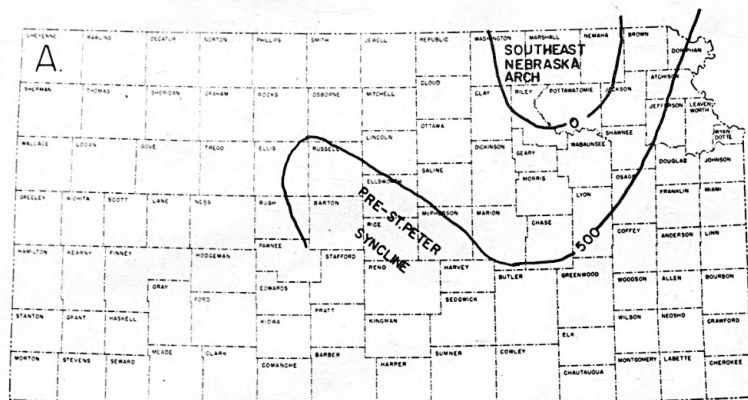 A.
CHEYENNE RAWLINS DECATUR NORTON PHILLIPS SMITH JEWELL REPUBLIC WASHINGTON MARSHALL NEMAHA BROWN DONIPHAN
SOUTHEAST
NEBRASKA
ARCH
ATCHISON
CLOUD
SHERMAN THOMAS SHERIDAN GRAHAM ROOKS OSBORNE MITCHELL CLAY RILEY POTTAWATOMIE JACKSON
JEFFERSON LEAVEN
WORTH
OTTAWA
0
WYAN
DOTTE
LINCOLN
SHAWNEE
WALLACE LOGAN GOVE TREGO ELLIS RUSSELL DICKINSON GEARY WABAUNSEE
DOUGLAS JOHNSON
SALINE
ELLSWORTH
MORRIS
OSAGE
LYON
GREELEY WICHITA SCOTT LANE NESS RUSH BARTON
FRANKLIN MIAMI
PRE-ST. PETER
SYNCLINE
RICE
MCPHERSON MARION
CHASE
COFFEY
ANDERSON LINN
500
PAWNEE
HAMILTON KEARNY FINNEY HODGEMAN STAFFORD
RENO HARVEY
BUTLER GREENWOOD
WOODSON ALLEN BOURBON
GRAY
EDWARDS
FORD
SEDGWICK
PRATT
STANTON GRANT HASKELL KIOWA KINGMAN
WILSON NEOSHO CRAWFORD
ELK
MORTON STEVENS SEWARD MEADE CLARK COMANCHE BARBER HARPER SUMNER COWLEY
CHAUTAUQUA
MONTGOMERY LABETTE CHEROKEE